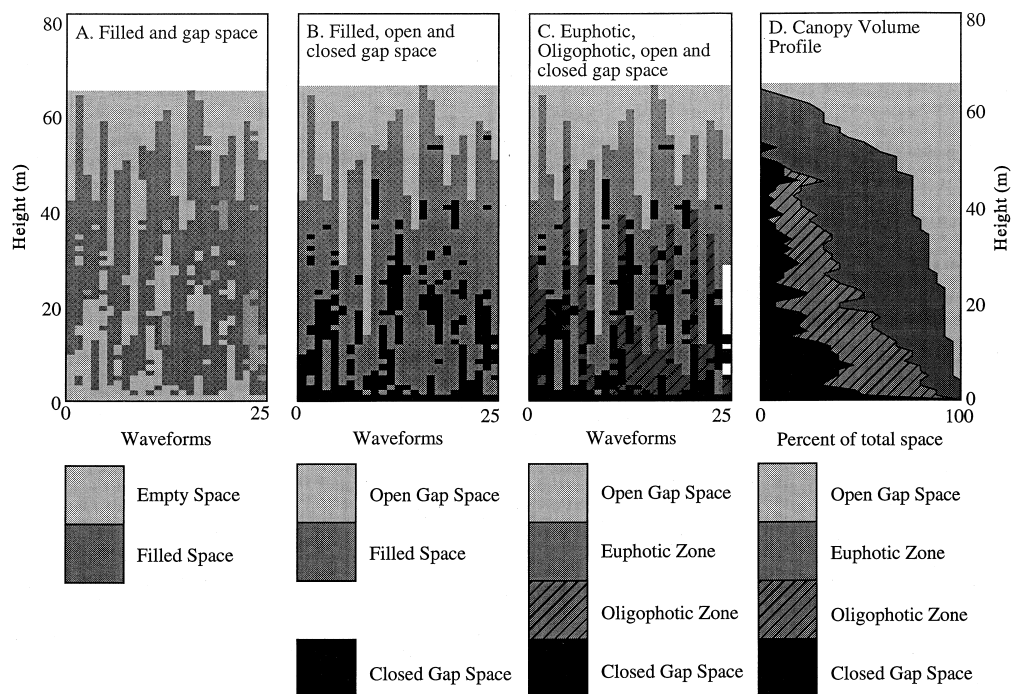 80
60
40
20
0
Height (m)
A. Filled and gap space
0
25
Waveforms
B. Filled, open and
closed gap space
0
25
Waveforms
C. Euphotic,
Oligophotic, open and
closed gap space
0
25
Waveforms
D. Canopy Volume
Profile
0
100
Percent of total space
80
60
40
20
0
Height (m)
Empty Space
Filled Space
Open Gap Space
Filled Space
Closed Gap Space
Open Gap Space
Euphotic Zone
Oligophotic Zone
Closed Gap Space
Open Gap Space
Euphotic Zone
Oligophotic Zone
Closed Gap Space